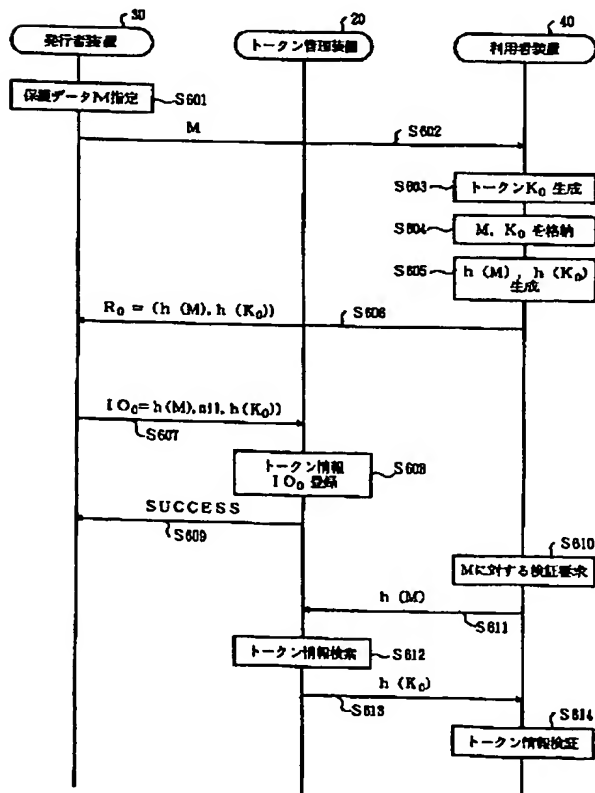 30
20
40
発行者装置
トークン管理装置
利用者装置
保護データM指定
S601
M
S602
S603
トークンK0 生成
S604
M, K0 を格納
S605
h (M) , h (K0)
生成
R0 = (h (M), h (K0))
S606
IO0=h(M),nil,h(K0))
S607
トークン情報
IO0 登録
S608
SUCCESS
S609
S610
Mに対する検証要求
h (M)
S611
トークン情報検索
S612
h (K0)
S613
S614
トークン情報検証